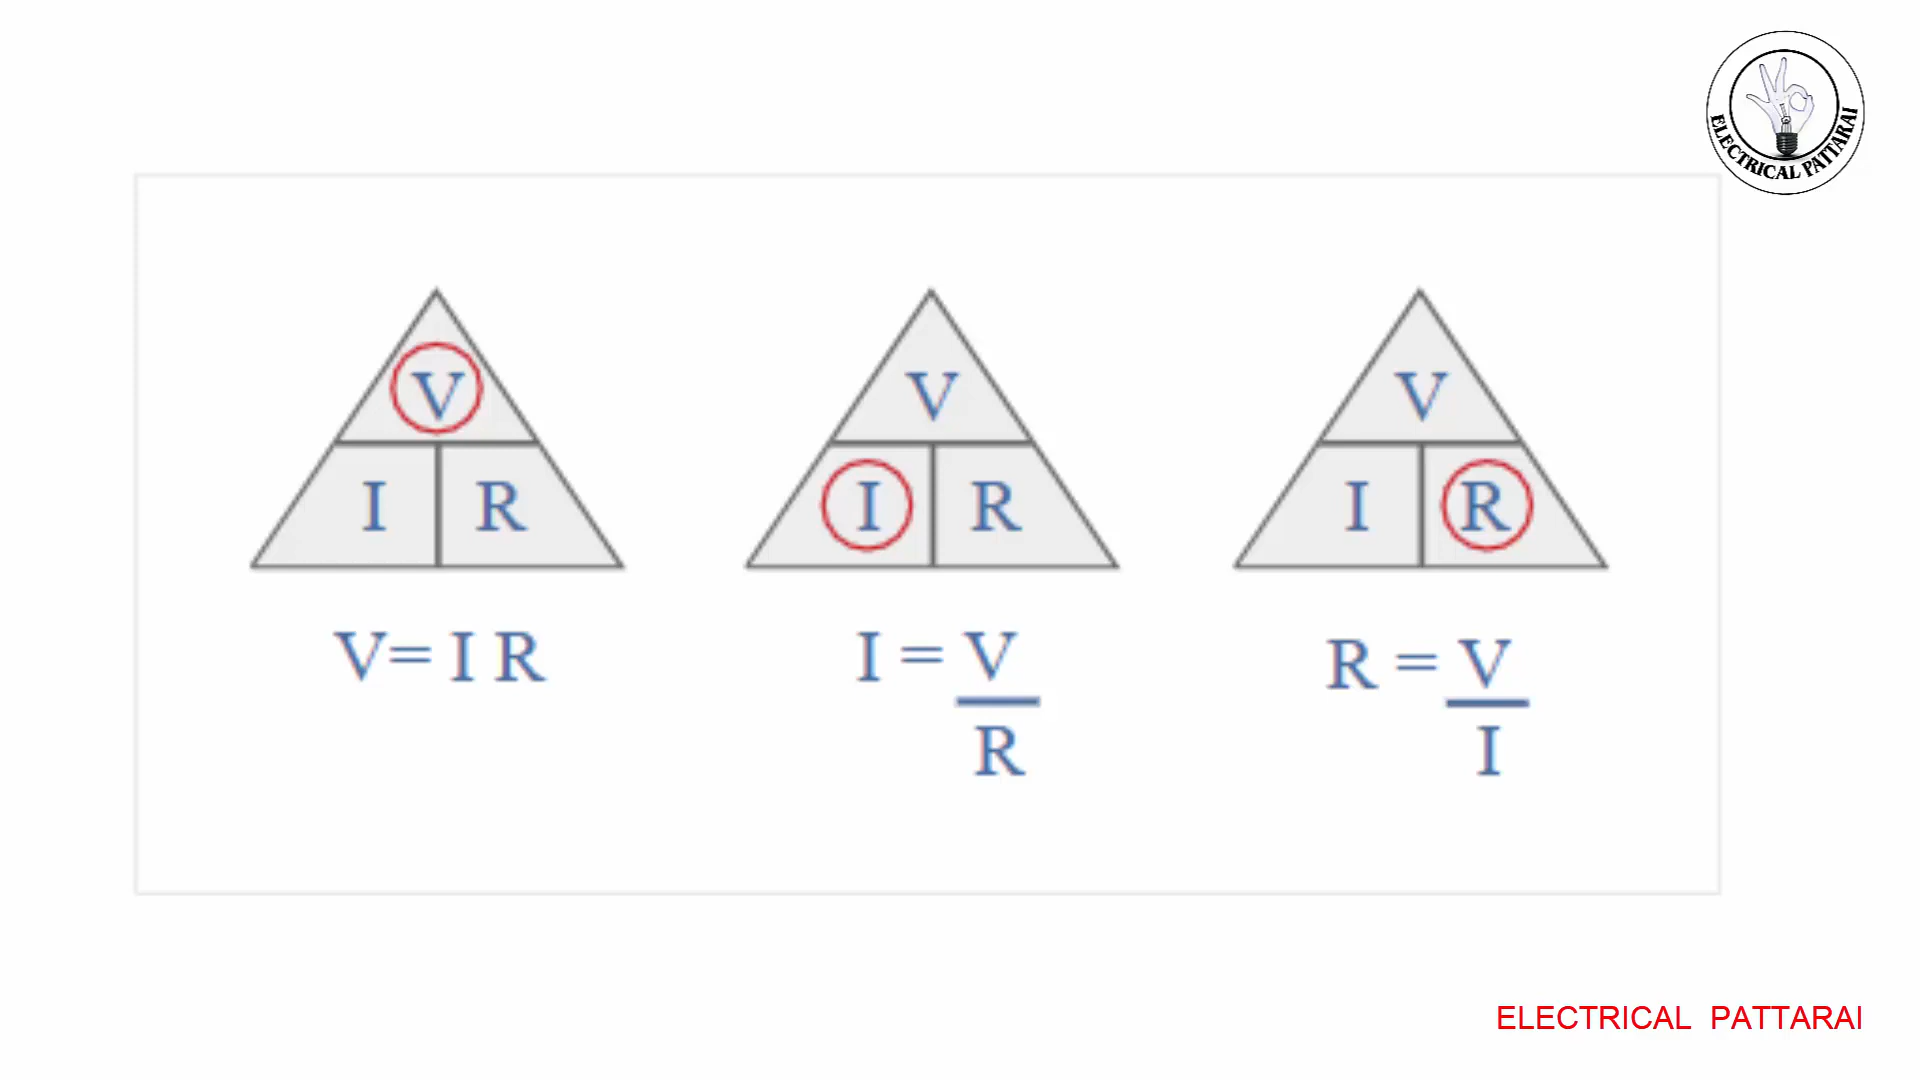 ELECTRICAL PATTARAI
V
I R
V= I R
V
I R
I = V
R
V
I R
R = V
I
ELECTRICAL PATTARAI